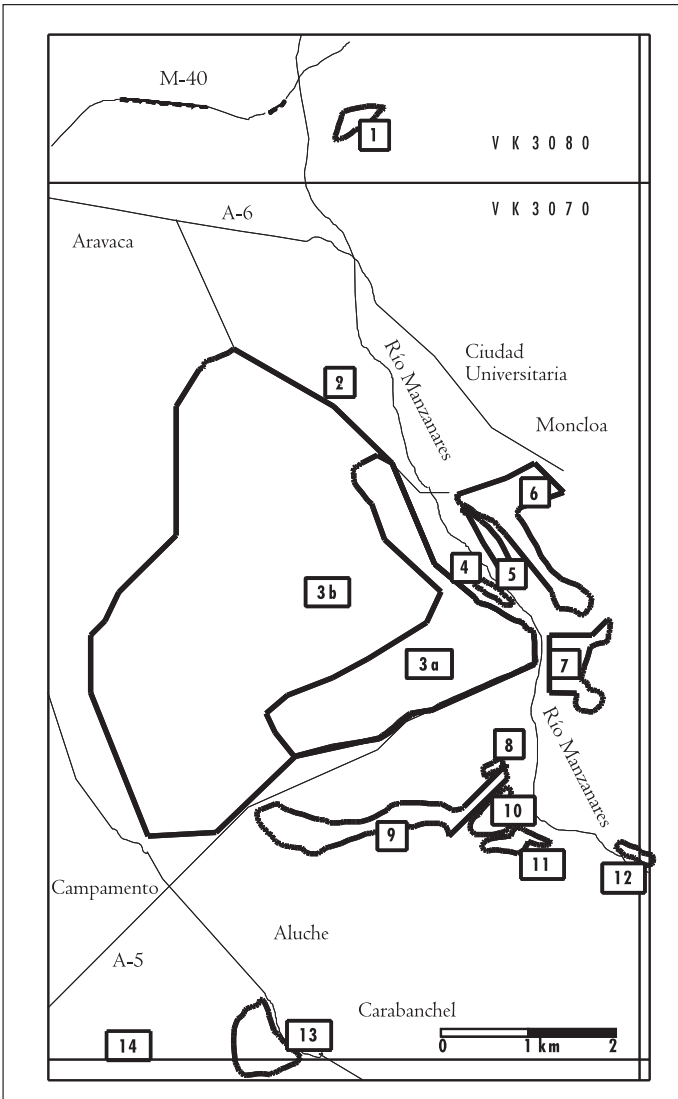 M-40
1
V K 3 0 8 0
V K 3 0 7 0
A-6
Aravaca
Río Manzanares
Ciudad
Universitaria
2
Moncloa
6
4
5
3b
3a
7
Río Manzanares
8
10
9
11
12
Campamento
Aluche
A-5
Carabanchel
13
14
0 1 km 2